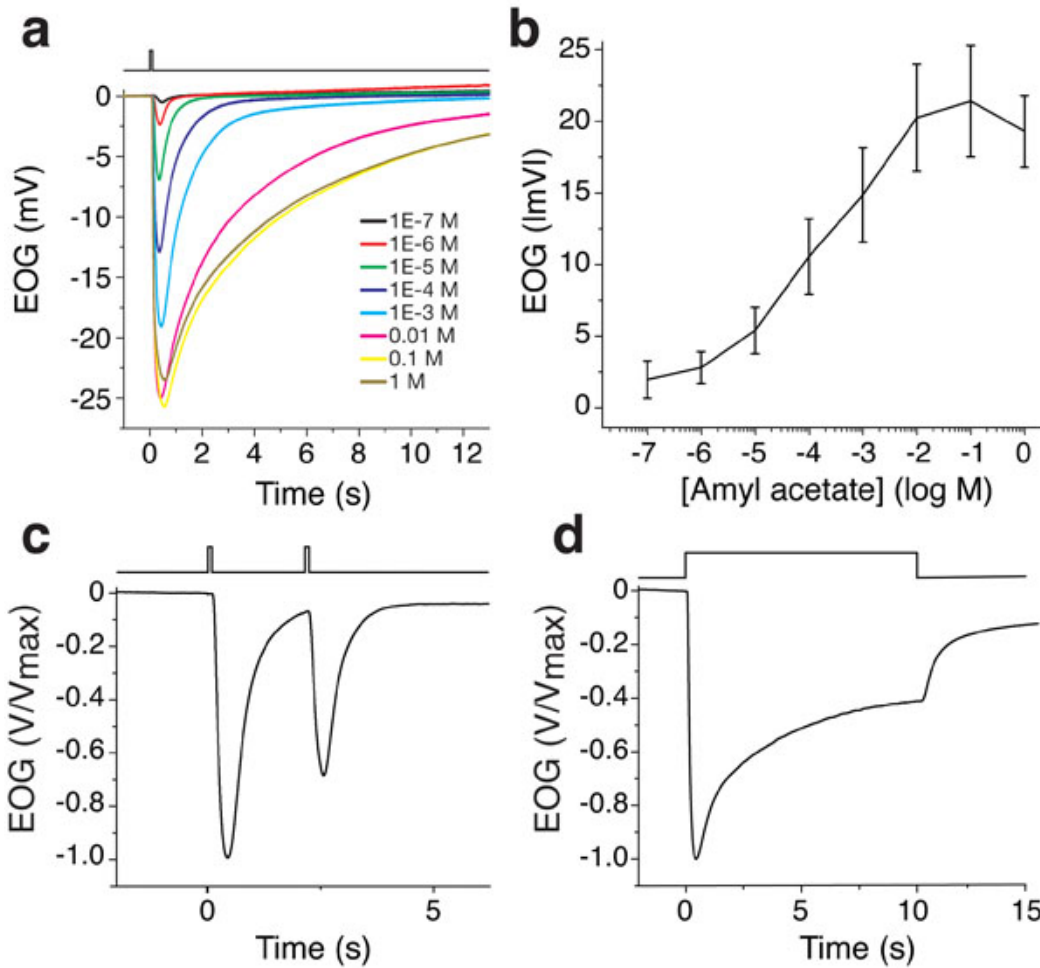 a
0
-5
-10
-15
-20
-25
EOG (mV)
1E-7 M
1E-6 M
1E-5 M
1E-4 M
1E-3 M
0.01 M
0.1 M
1 M
0 2 4 6 8 10 12
Time (s)
b
25
20
15
10
5
0
EOG (lmVl)
-7 -6 -5 -4 -3 -2 -1 0
[Amyl acetate] (log M)
c
0
-0.2
-0.4
-0.6
-0.8
-1.0
EOG (V/Vmax)
0 5
Time (s)
d
0
-0.2
-0.4
-0.6
-0.8
-1.0
EOG (V/Vmax)
0 5 10 15
Time (s)